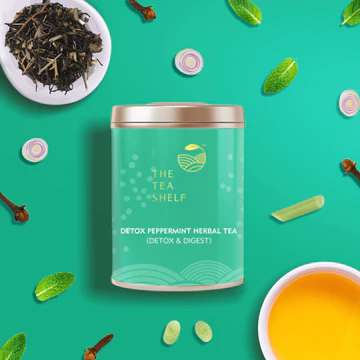 THE
TEA
SHELF
DETOX PEPPERMINT HERBAL TEA
(DETOX & DIGEST)